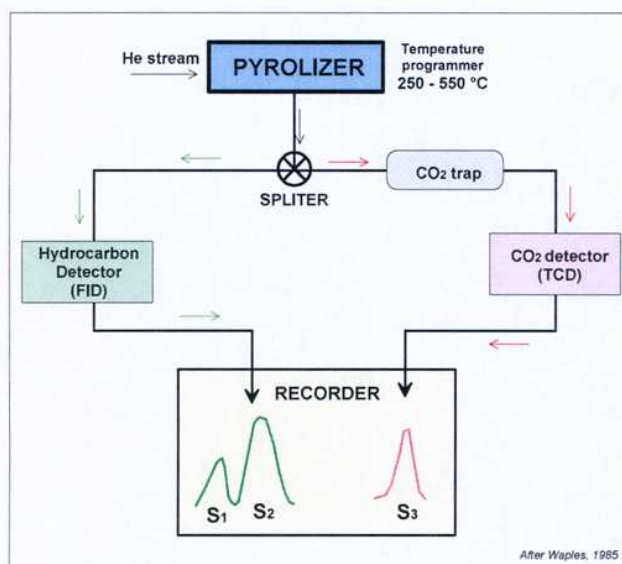 He stream
PYROLIZER
Temperature
programmer
250 - 550 °C
SPLITER
CO₂ trap
Hydrocarbon
Detector
(FID)
CO₂ detector
(TCD)
RECORDER
S₁
S₂
S₃
After Waples, 1985